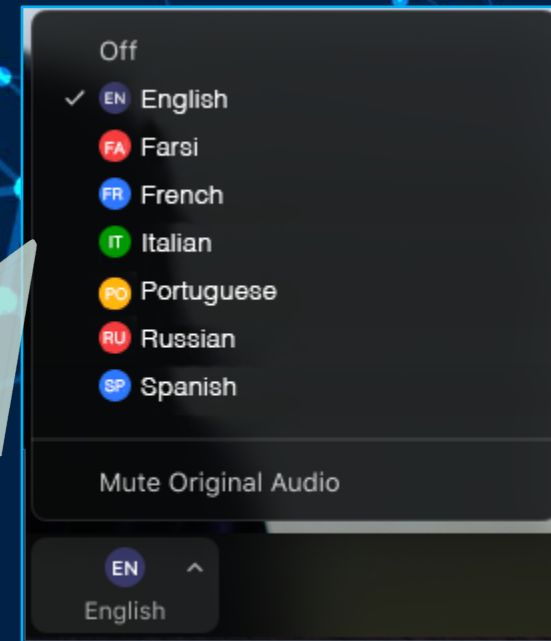 Off
EN English
FA Farsi
FR French
IT Italian
PO Portuguese
RU Russian
SP Spanish
Mute Original Audio
EN
English